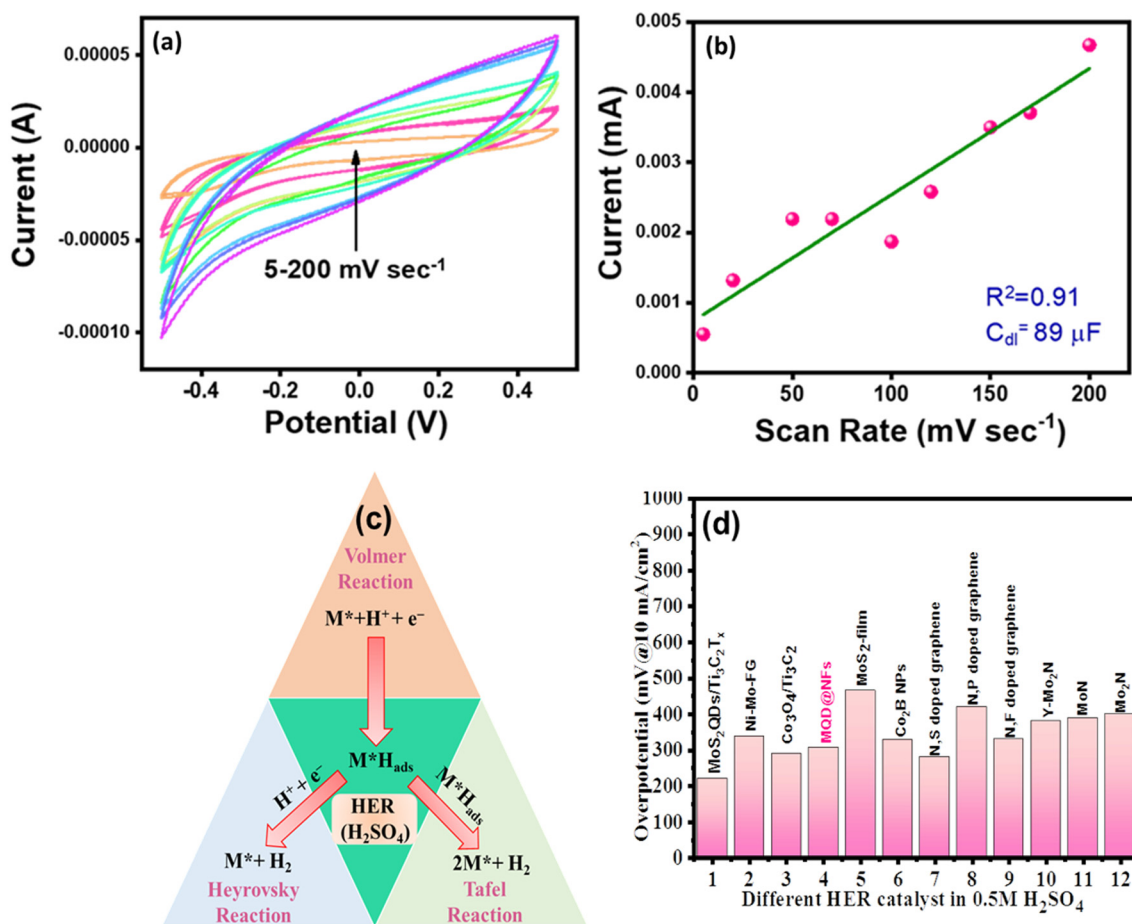 (a)
0.00005
0.00000
-0.00005
-0.00010
Current (A)
5-200 mV sec⁻¹
-0.4 -0.2 0.0 0.2 0.4
Potential (V)
(b)
0.005
0.004
0.003
0.002
0.001
0.000
Current (mA)
R²=0.91
C_dl= 89 μF
0 50 100 150 200
Scan Rate (mV sec⁻¹)
(c)
Volmer
Reaction
M*+H⁺+ e⁻
M*H_ads
H⁺+ e⁻
M*H_ads
HER
(H₂SO₄)
M*+ H₂
2M*+ H₂
Heyrovsky
Reaction
Tafel
Reaction
(d)
1000
900
800
700
600
500
400
300
200
100
0
Overpotential (mV@10 mA/cm²)
MoS₂QDs/Ti₃C₂Tₓ
Ni-Mo-FG
Co₃O₄/Ti₃C₂
MQD@NFs
MoS₂-film
Co₂B NPs
N,S doped graphene
N,P doped graphene
N,F doped graphene
Y-Mo₂N
MoN
Mo₂N
1 2 3 4 5 6 7 8 9 10 11 12
Different HER catalyst in 0.5M H₂SO₄